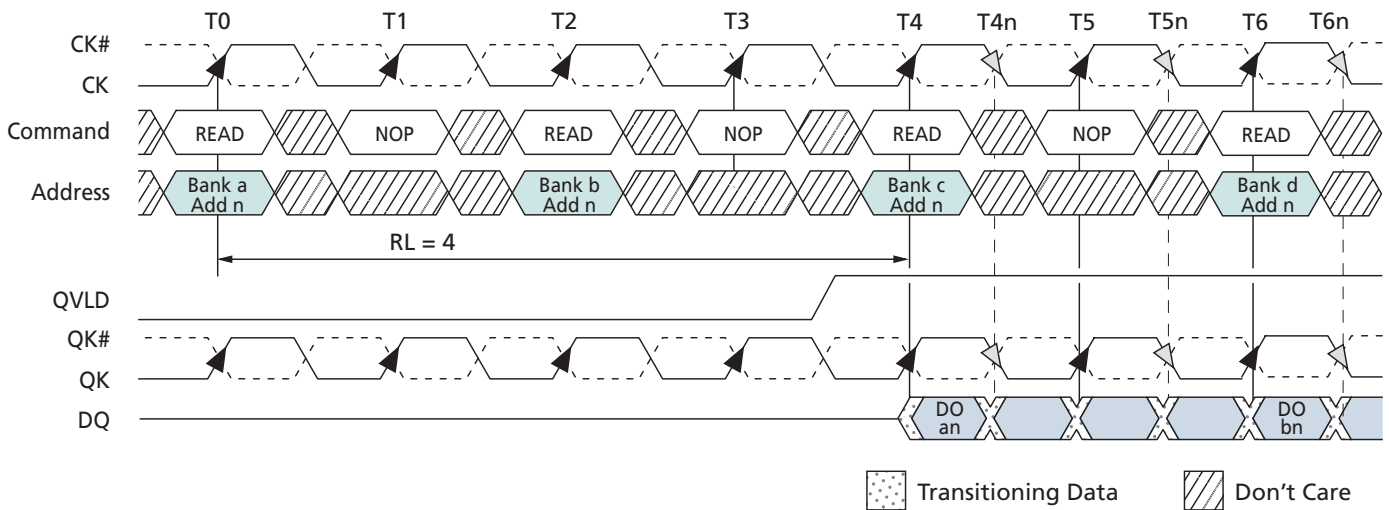 T0 T1 T2 T3 T4 T4n T5 T5n T6 T6n
CK#
CK
Command READ NOP READ NOP READ NOP READ
Address Bank a Bank b Bank c Bank d
Add n Add n Add n Add n
RL = 4
QVLD
QK#
QK
DQ DO DO
an bn
Transitioning Data Don't Care